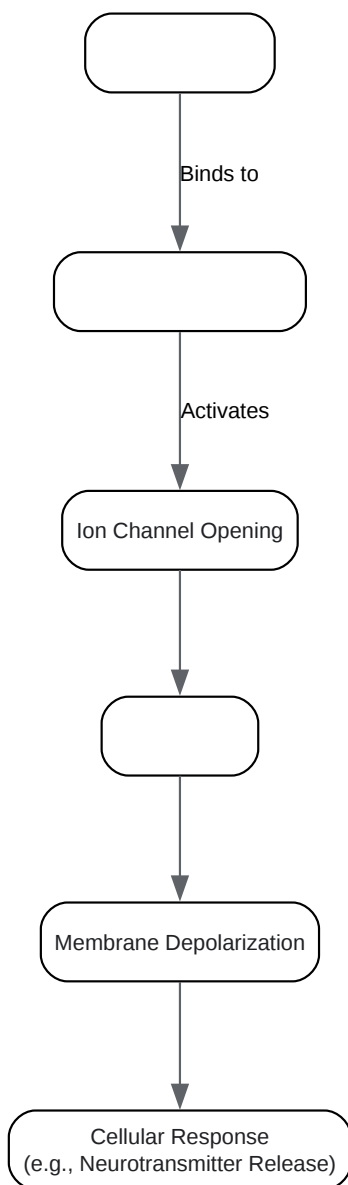 Binds to
Activates
Ion Channel Opening
Membrane Depolarization
Cellular Response
(e.g., Neurotransmitter Release)